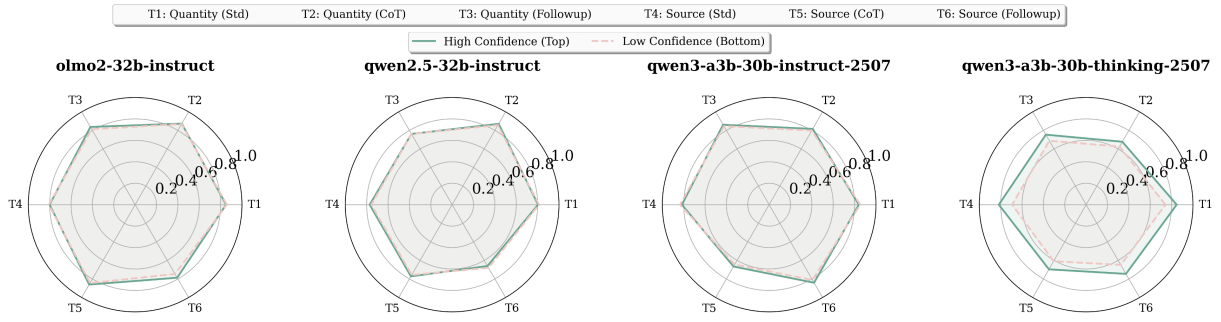 T1: Quantity (Std) T2: Quantity (CoT) T3: Quantity (Followup) T4: Source (Std) T5: Source (CoT) T6: Source (Followup)
High Confidence (Top) Low Confidence (Bottom)
olmo2-32b-instruct
T3
T2
1.0
0.8
0.6
0.4
0.2
T4
T1
T5
T6
qwen2.5-32b-instruct
T3
T2
1.0
0.8
0.6
0.4
0.2
T4
T1
T5
T6
qwen3-a3b-30b-instruct-2507
T3
T2
1.0
0.8
0.6
0.4
0.2
T4
T1
T5
T6
qwen3-a3b-30b-thinking-2507
T3
T2
1.0
0.8
0.6
0.4
0.2
T4
T1
T5
T6